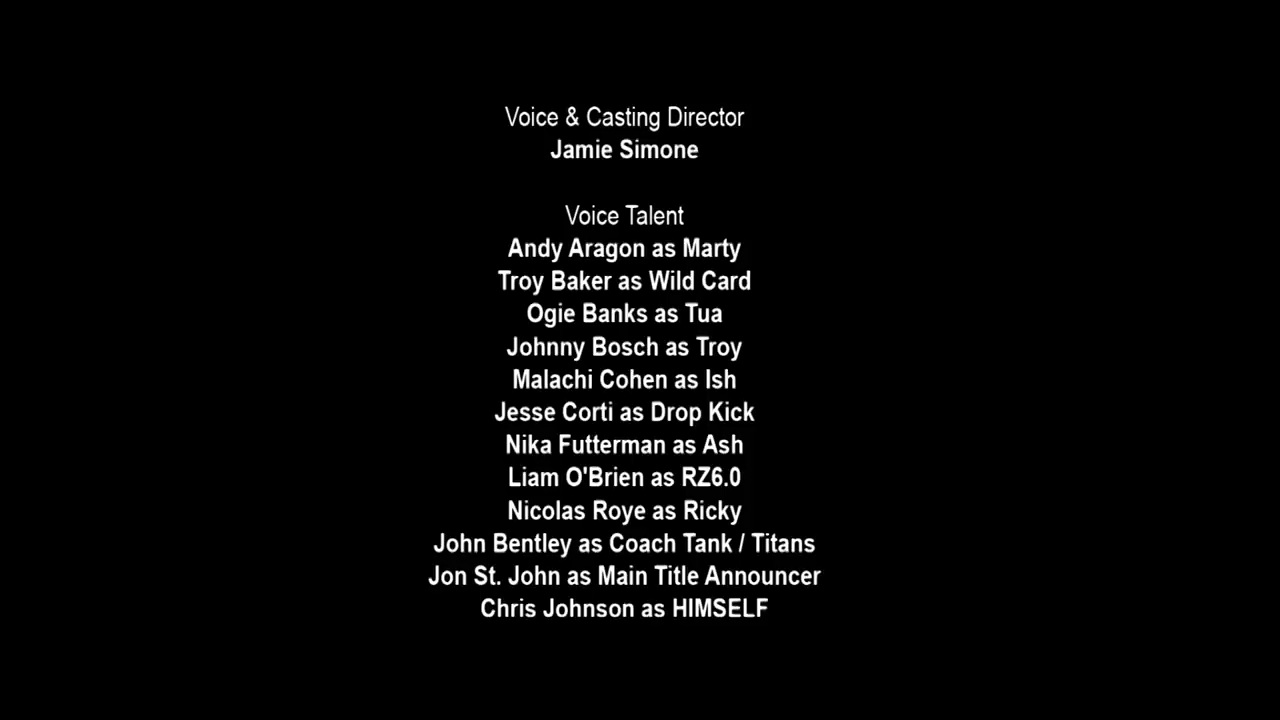 Voice & Casting Director
Jamie Simone
Voice Talent
Andy Aragon as Marty
Troy Baker as Wild Card
Ogie Banks as Tua
Johnny Bosch as Troy
Malachi Cohen as Ish
Jesse Corti as Drop Kick
Nika Futterman as Ash
Liam O'Brien as RZ6.0
Nicolas Roye as Ricky
John Bentley as Coach Tank / Titans
Jon St. John as Main Title Announcer
Chris Johnson as HIMSELF